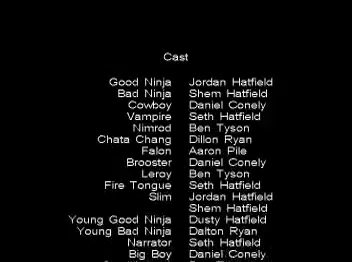 Cast
Good Ninja Jordan Hatfield
Bad Ninja Shem Hatfield
Cowboy Daniel Conely
Vampire Seth Hatfield
Nimrod Ben Tyson
Chata Chang Dillon Ryan
Falon Aaron Pile
Brooster Daniel Conely
Leroy Ben Tyson
Fire Tongue Seth Hatfield
Slim Jordan Hatfield
Shem Hatfield
Young Good Ninja Dusty Hatfield
Young Bad Ninja Dalton Ryan
Narrator Seth Hatfield
Big Boy Daniel Conely